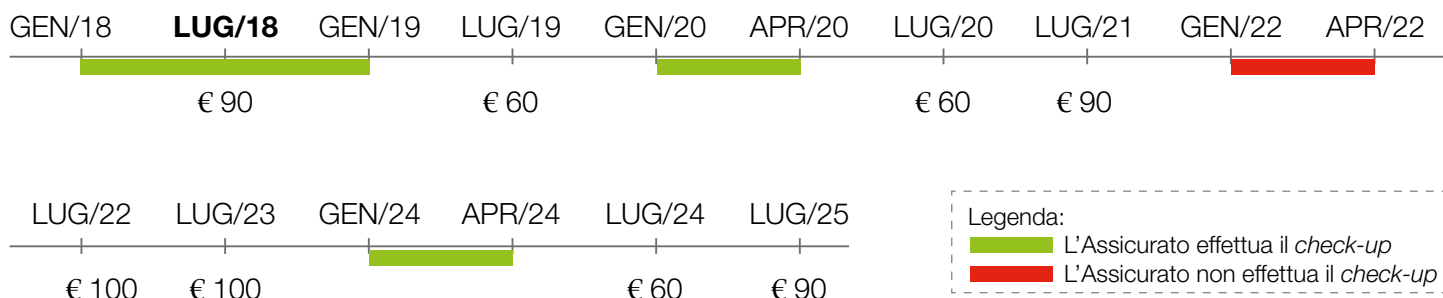 GEN/18 LUG/18 GEN/19 LUG/19 GEN/20 APR/20 LUG/20 LUG/21 GEN/22 APR/22
€ 90 € 60 € 60 € 90
LUG/22 LUG/23 GEN/24 APR/24 LUG/24 LUG/25
€ 100 € 100 € 60 € 90
Legenda:
L'Assicurato effettua il check-up
L'Assicurato non effettua il check-up